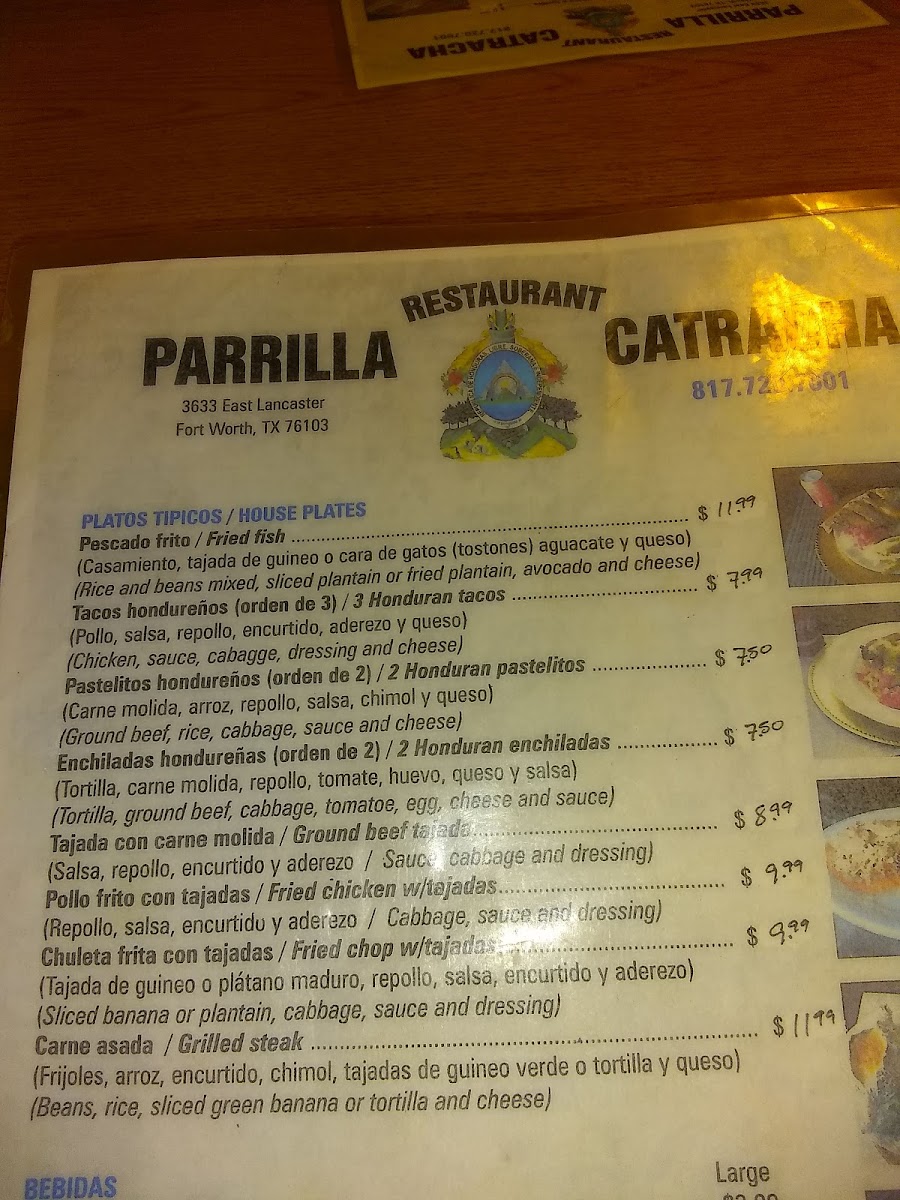 PARRILLA
RESTAURANT
CATRACHA
817.720.7001
RESTAURANT
PARRILLA CATRACHA
3633 East Lancaster
Fort Worth, TX 76103
817.720.7001
PLATOS TIPICOS / HOUSE PLATES
Pescado frito / Fried fish ........ $ 11.99
(Casamiento, tajada de guineo o cara de gatos (tostones) aguacate y queso)
(Rice and beans mixed, sliced plantain or fried plantain, avocado and cheese)
Tacos hondureños (orden de 3) / 3 Honduran tacos ........ $ 7.99
(Pollo, salsa, repollo, encurtido, aderezo y queso)
(Chicken, sauce, cabagge, dressing and cheese)
Pastelitos hondureños (orden de 2) / 2 Honduran pastelitos ........ $ 7.50
(Carne molida, arroz, repollo, salsa, chimol y queso)
(Ground beef, rice, cabbage, sauce and cheese)
Enchiladas hondureñas (orden de 2) / 2 Honduran enchiladas ........ $ 7.50
(Tortilla, carne molida, repollo, tomate, huevo, queso y salsa)
(Tortilla, ground beef, cabbage, tomatoe, egg, cheese and sauce)
Tajada con carne molida / Ground beef tajada ........ $ 8.99
(Salsa, repollo, encurtido y aderezo / Sauce, cabbage and dressing)
Pollo frito con tajadas / Fried chicken w/tajadas ........ $ 9.99
(Repollo, salsa, encurtido y aderezo / Cabbage, sauce and dressing)
Chuleta frita con tajadas / Fried chop w/tajadas ........ $ 9.99
(Tajada de guineo o plátano maduro, repollo, salsa, encurtido y aderezo)
(Sliced banana or plantain, cabbage, sauce and dressing)
Carne asada / Grilled steak ........ $ 11.99
(Frijoles, arroz, encurtido, chimol, tajadas de guineo verde o tortilla y queso)
(Beans, rice, sliced green banana or tortilla and cheese)
BEBIDAS Large